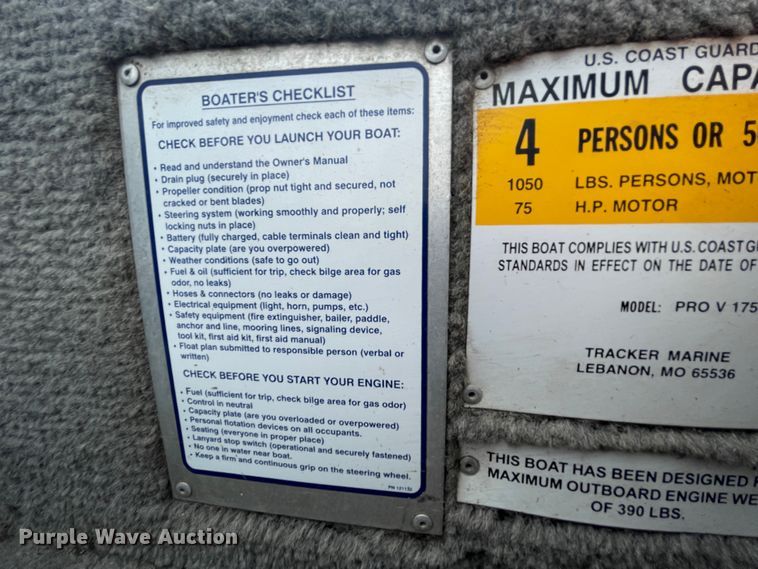 BOATER'S CHECKLIST
For improved safety and enjoyment check each of these items:
CHECK BEFORE YOU LAUNCH YOUR BOAT:
• Read and understand the Owner's Manual
• Drain plug (securely in place)
• Propeller condition (prop nut tight and secured, not
cracked or bent blades)
• Steering system (working smoothly and properly; self
locking nuts in place)
• Battery (fully charged, cable terminals clean and tight)
• Capacity plate (are you overpowered)
• Weather conditions (safe to go out)
• Fuel & oil (sufficient for trip, check bilge area for gas
odor, no leaks)
• Hoses & connectors (no leaks or damage)
• Electrical equipment (light, horn, pumps, etc.)
• Safety equipment (fire extinguisher, bailer, paddle,
anchor and line, mooring lines, signaling device,
tool kit, first aid kit, first aid manual)
• Float plan submitted to responsible person (verbal or
written)
CHECK BEFORE YOU START YOUR ENGINE:
• Fuel (sufficient for trip, check bilge area for gas odor)
• Control in neutral
• Capacity plate (are you overloaded or overpowered)
• Personal flotation devices on all occupants.
• Seating (everyone in proper place)
• Lanyard stop switch (operational and securely fastened)
• No one in water near boat.
• Keep a firm and continuous grip on the steering wheel.
U.S. COAST GUARD
MAXIMUM CAPA
4 PERSONS OR 5
1050 LBS. PERSONS, MOT
75 H.P. MOTOR
THIS BOAT COMPLIES WITH U.S. COAST GU
STANDARDS IN EFFECT ON THE DATE OF
MODEL: PRO V 175
TRACKER MARINE
LEBANON, MO 65536
THIS BOAT HAS BEEN DESIGNED F
MAXIMUM OUTBOARD ENGINE WE
OF 390 LBS.
Purple Wave Auction